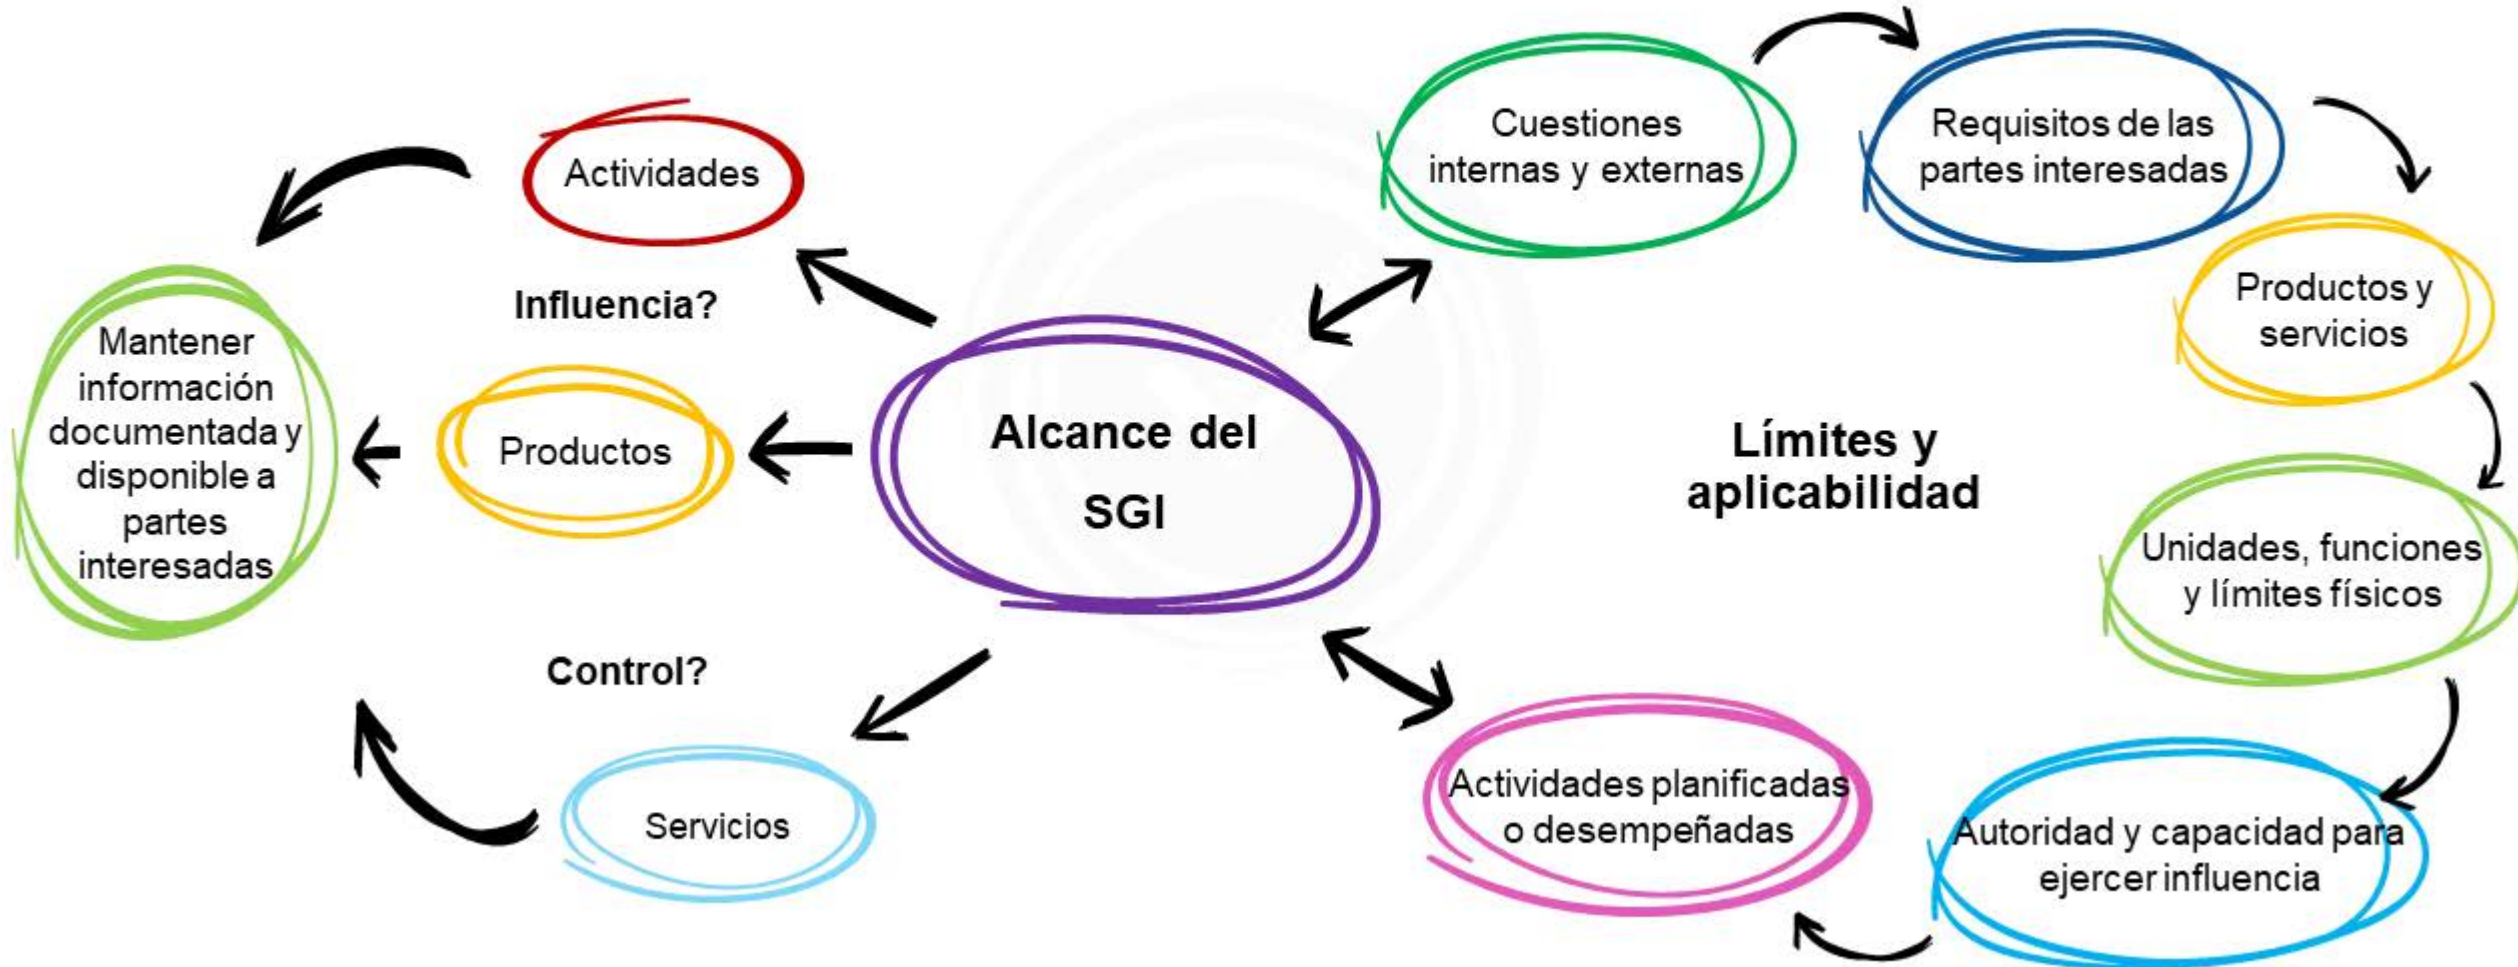 Actividades
Influencia?
Mantener
información
documentada y
disponible a
partes
interesadas
Productos
Control?
Servicios
Alcance del
SGI
Cuestiones
internas y externas
Requisitos de las
partes interesadas
Productos y
servicios
Límites y
aplicabilidad
Unidades, funciones
y límites físicos
Autoridad y capacidad para
ejercer influencia
Actividades planificadas
o desempeñadas